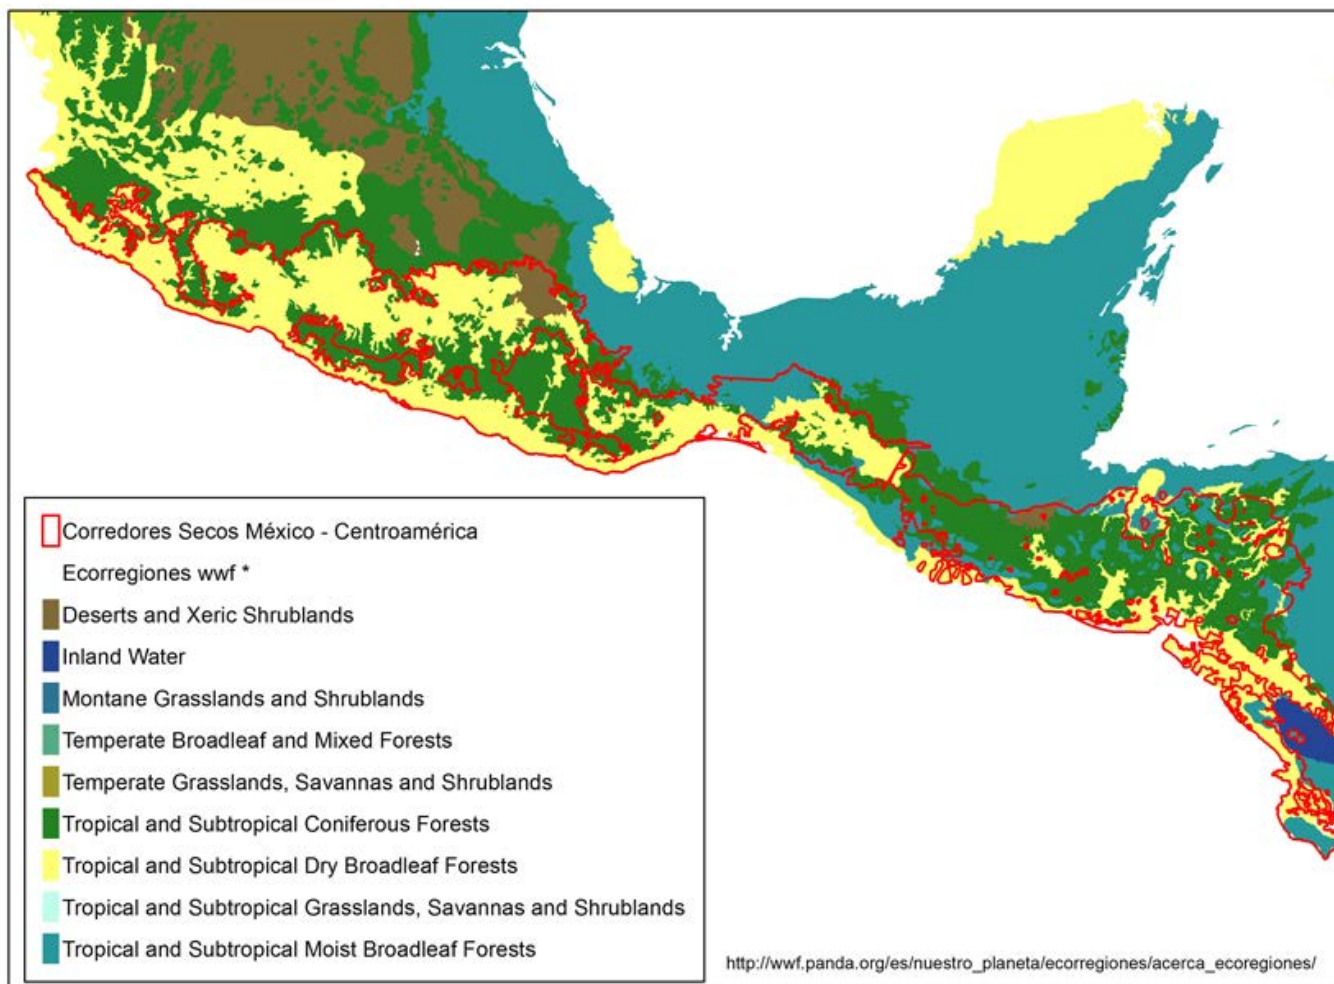 Corredores Secos México - Centroamérica
Ecorregiones wwf *
Deserts and Xeric Shrublands
Inland Water
Montane Grasslands and Shrublands
Temperate Broadleaf and Mixed Forests
Temperate Grasslands, Savannas and Shrublands
Tropical and Subtropical Coniferous Forests
Tropical and Subtropical Dry Broadleaf Forests
Tropical and Subtropical Grasslands, Savannas and Shrublands
Tropical and Subtropical Moist Broadleaf Forests
http://wwf.panda.org/es/nuestro_planeta/ecorregiones/acerca_ecoregiones/